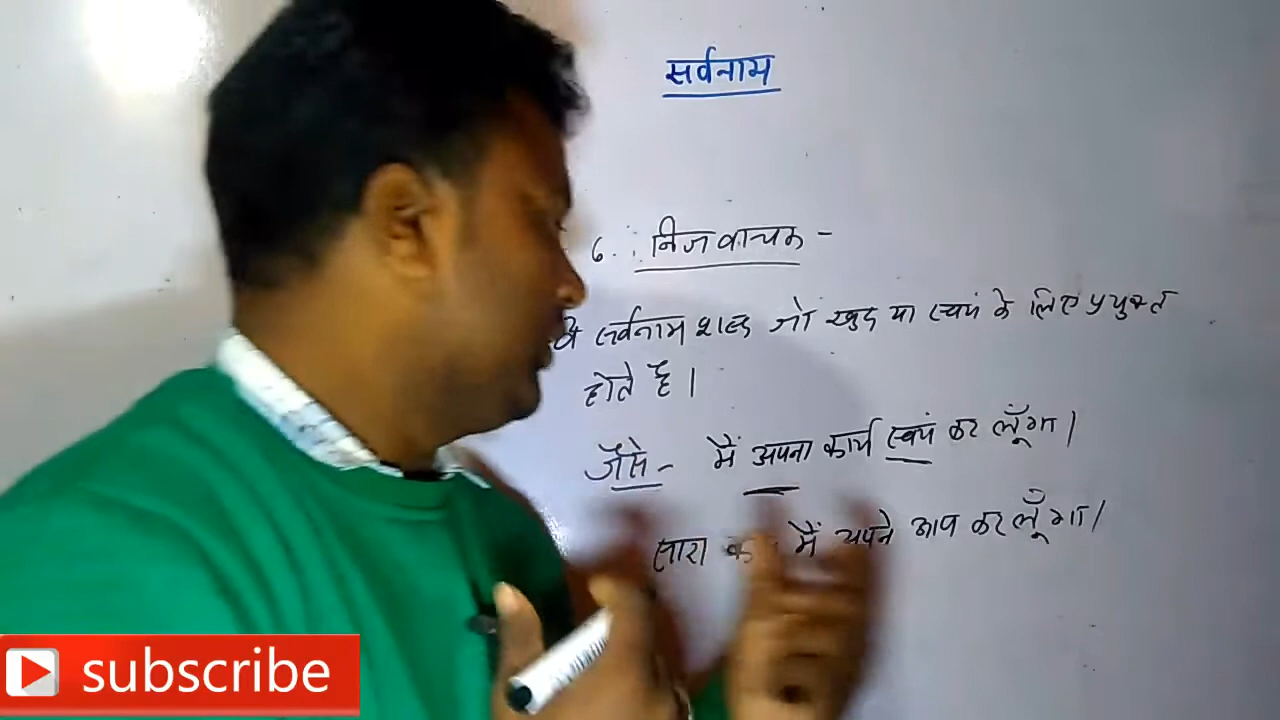 सर्वनाम
6. निजवाचक -
वे सर्वनाम शब्द जो खुद या स्वयं के लिए प्रयुक्त
होते है।
जैसे - मैं अपना कार्य स्वयं कर लूँगा।
सारा मैं अपने आप कर लूँगा।
subscribe